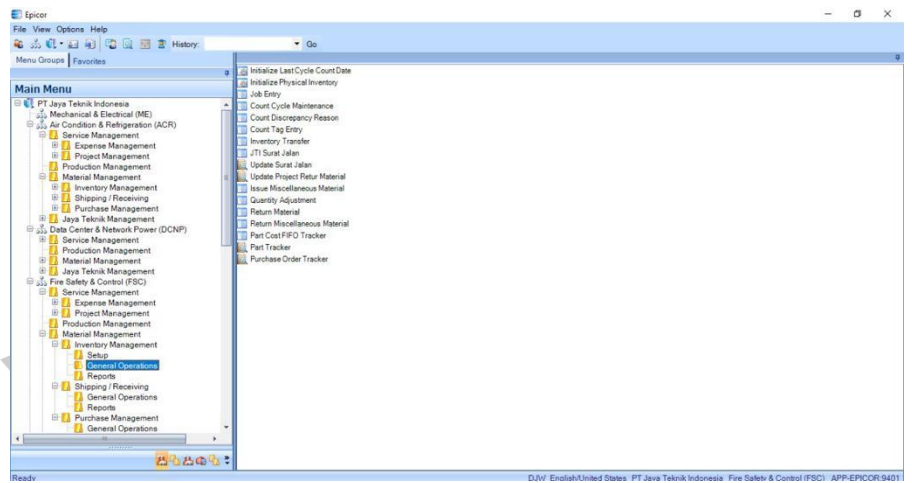 Epicor
File View Options Help
History:
Go
Menu Groups Favorites
Main Menu
PT Jaya Teknik Indonesia
Mechanical & Electrical (ME)
Air Condition & Refrigeration (ACR)
Service Management
Expense Management
Project Management
Production Management
Material Management
Inventory Management
Shipping / Receiving
Purchase Management
Jaya Teknik Management
Data Center & Network Power (DCNP)
Service Management
Production Management
Material Management
Jaya Teknik Management
Fire Safety & Control (FSC)
Service Management
Expense Management
Project Management
Production Management
Material Management
Inventory Management
Setup
General Operations
Reports
Shipping / Receiving
General Operations
Reports
Purchase Management
General Operations
Initialize Last Cycle Count Date
Initialize Physical Inventory
Job Entry
Count Cycle Maintenance
Count Discrepancy Reason
Count Tag Entry
Inventory Transfer
JTI Surat Jalan
Update Surat Jalan
Update Project Retur Material
Issue Miscellaneous Material
Quantity Adjustment
Return Material
Return Miscellaneous Material
Part Cost FIFO Tracker
Part Tracker
Purchase Order Tracker
Ready
DJW English/United States PT Jaya Teknik Indonesia Fire Safety & Control (FSC) APP-EPICOR:9401